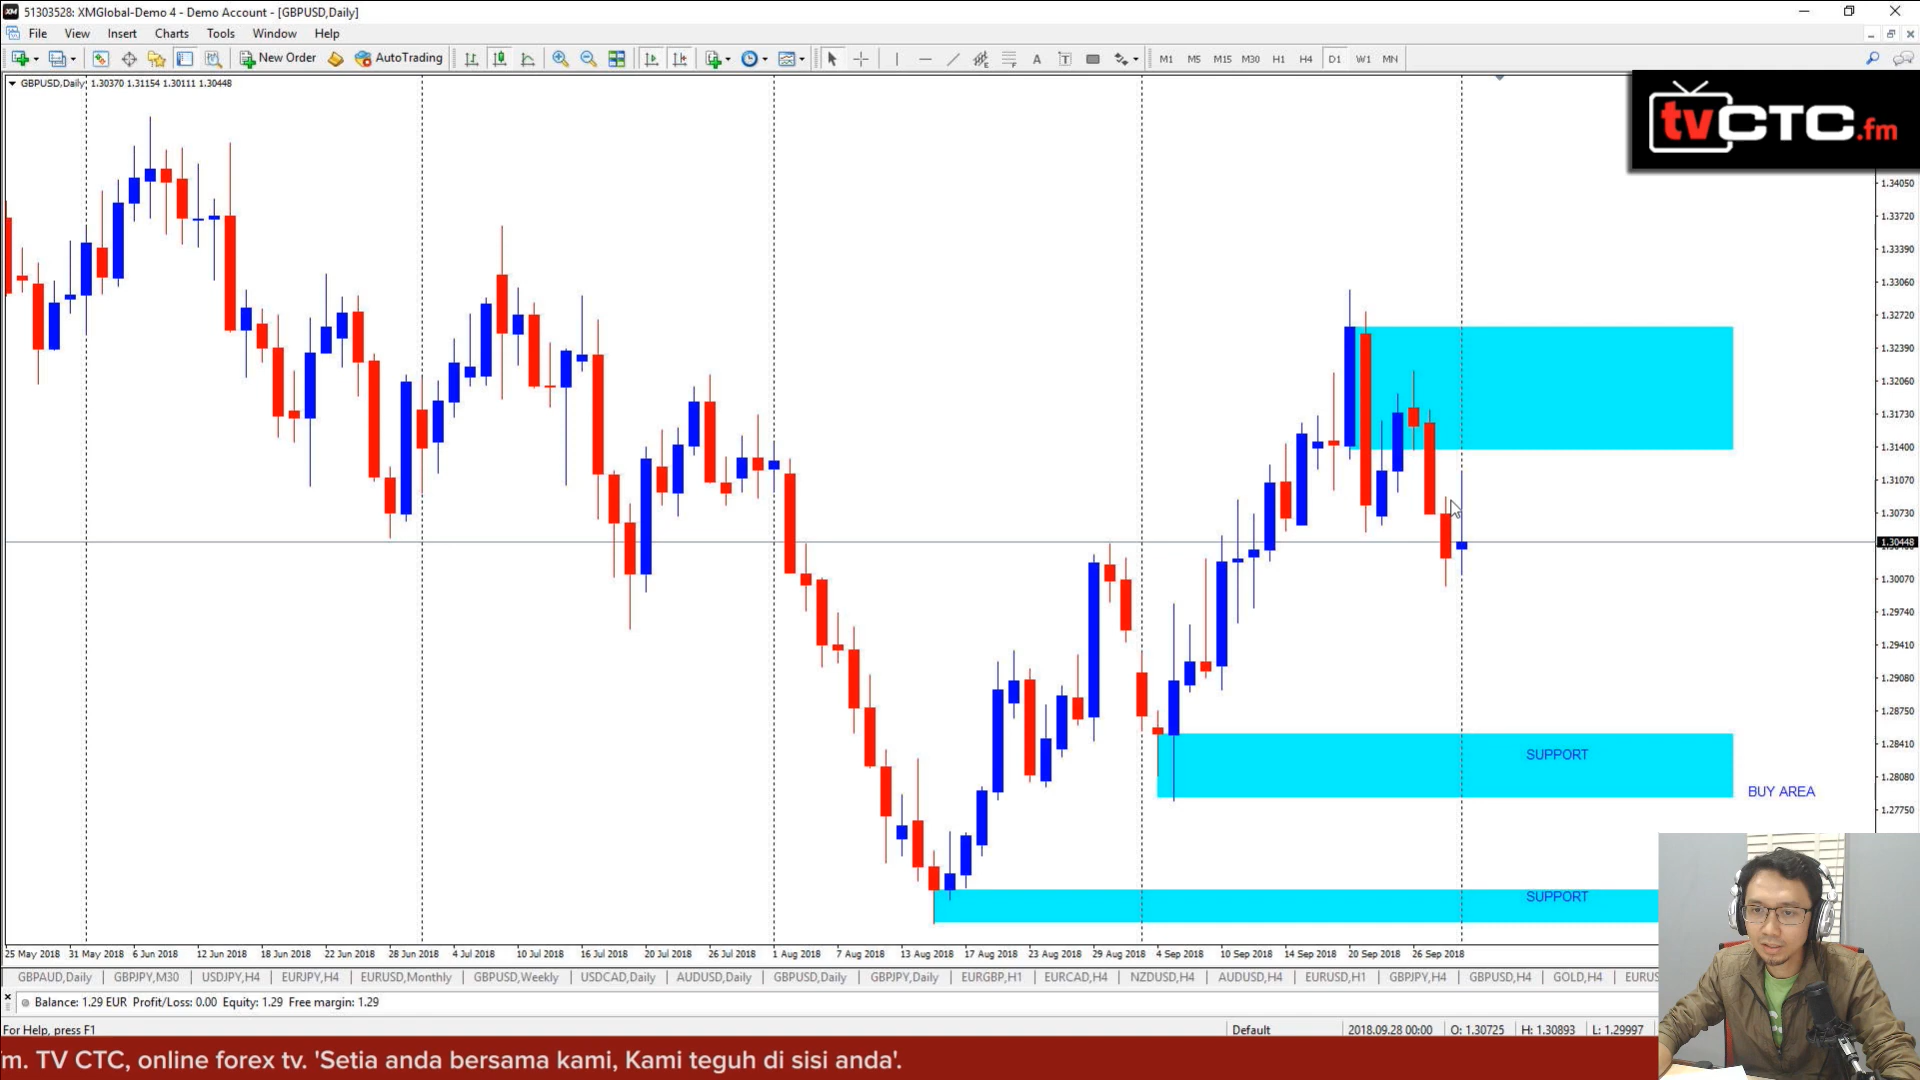 51303528: XMGlobal-Demo 4 - Demo Account - [GBPUSD,Daily]
File View Insert Charts Tools Window Help
New Order AutoTrading A T M1 M5 M15 M30 H1 H4 D1 W1 MN
GBPUSD,Daily 1.30370 1.31154 1.30111 1.30448
tvCTC.fm
1.34050
1.33720
1.33390
1.33060
1.32720
1.32390
1.32060
1.31730
1.31400
1.31070
1.30730
1.30448
1.30070
1.29740
1.29410
1.29080
1.28750
1.28410
SUPPORT
1.28080
BUY AREA
1.27750
SUPPORT
25 May 2018 31 May 2018 6 Jun 2018 12 Jun 2018 18 Jun 2018 22 Jun 2018 28 Jun 2018 4 Jul 2018 10 Jul 2018 16 Jul 2018 20 Jul 2018 26 Jul 2018 1 Aug 2018 7 Aug 2018 13 Aug 2018 17 Aug 2018 23 Aug 2018 29 Aug 2018 4 Sep 2018 10 Sep 2018 14 Sep 2018 20 Sep 2018 26 Sep 2018
GBPAUD,Daily GBPJPY,M30 USDJPY,H4 EURJPY,H4 EURUSD,Monthly GBPUSD,Weekly USDCAD,Daily AUDUSD,Daily GBPUSD,Daily GBPJPY,Daily EURGBP,H1 EURCAD,H4 NZDUSD,H4 AUDUSD,H4 EURUSD,H1 GBPJPY,H4 GBPUSD,H4 GOLD,H4 EURUS
Balance: 1.29 EUR Profit/Loss: 0.00 Equity: 1.29 Free margin: 1.29
For Help, press F1 Default 2018.09.28 00:00 O: 1.30725 H: 1.30893 L: 1.29997
m. TV CTC, online forex tv. 'Setia anda bersama kami, Kami teguh di sisi anda'.